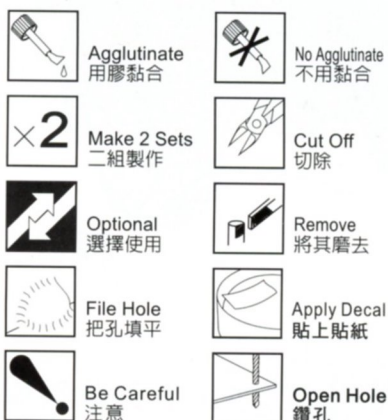 Agglutinate
用膠黏合
No Agglutinate
不用黏合
×2
Make 2 Sets
二組製作
Cut Off
切除
Optional
選擇使用
Remove
將其磨去
File Hole
把孔填平
Apply Decal
貼上貼紙
Be Careful
注意
Open Hole
鑽孔